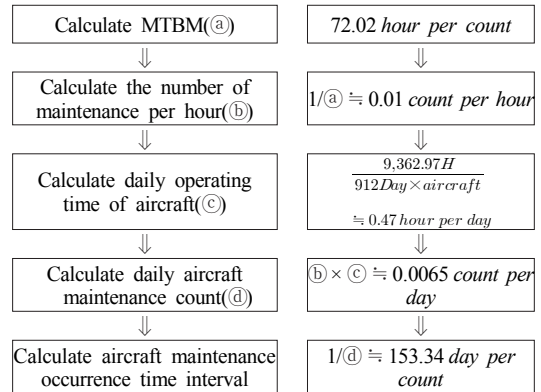 Calculate MTBM(ⓐ)
72.02 hour per count
⇓
⇓
Calculate the number of
maintenance per hour(ⓑ)
1/ⓐ ≒ 0.01 count per hour
⇓
⇓
Calculate daily operating
time of aircraft(ⓒ)
9,362.97H
912Day×aircraft
≒ 0.47 hour per day
⇓
⇓
Calculate daily aircraft
maintenance count(ⓓ)
ⓑ × ⓒ ≒ 0.0065 count per
day
⇓
⇓
Calculate aircraft maintenance
occurrence time interval
1/ⓓ ≒ 153.34 day per
count